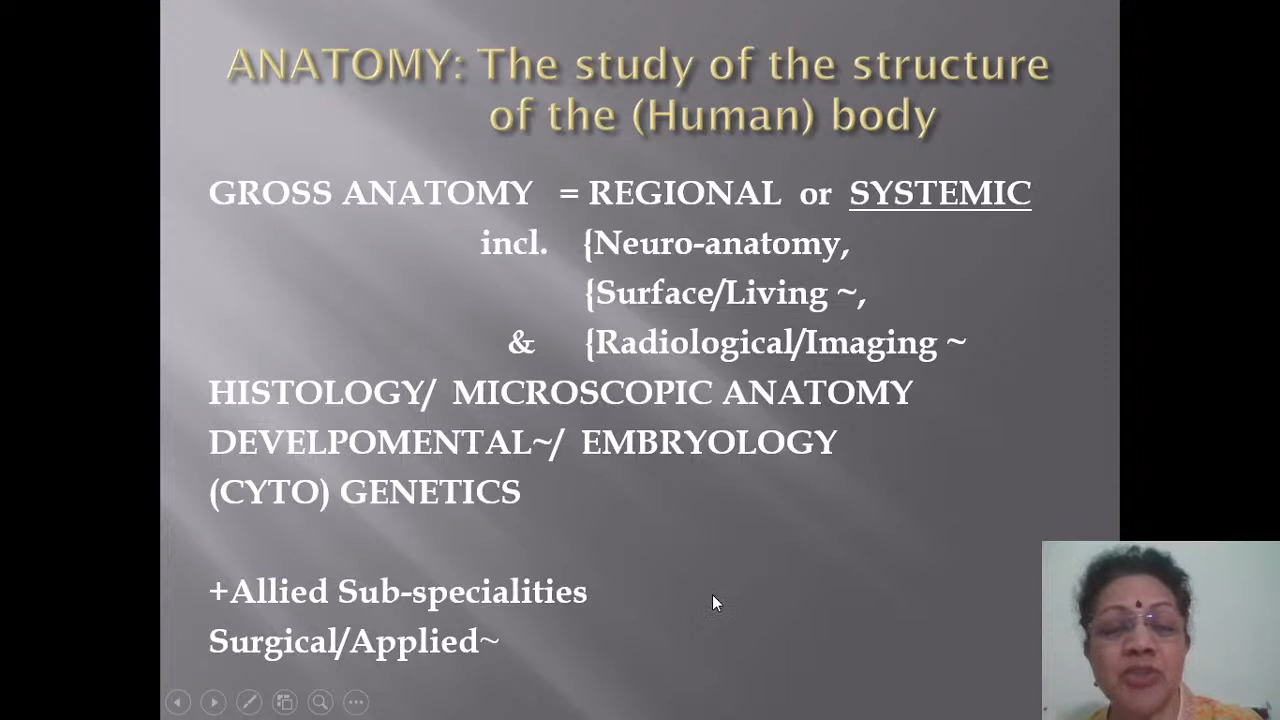 ANATOMY: The study of the structure
of the (Human) body
GROSS ANATOMY = REGIONAL or SYSTEMIC
incl. {Neuro-anatomy,
{Surface/Living ~,
& {Radiological/Imaging ~
HISTOLOGY/ MICROSCOPIC ANATOMY
DEVELPOMENTAL~/ EMBRYOLOGY
(CYTO) GENETICS
+Allied Sub-specialities
Surgical/Applied~